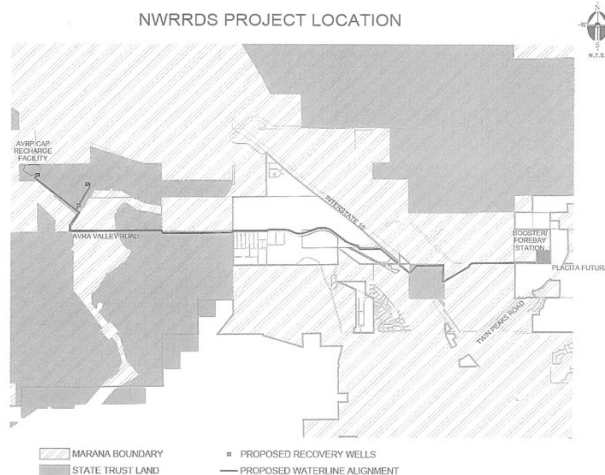 NWRRDS PROJECT LOCATION
N
W
S
N.T.S.
AVRP CAP
RECHARGE
FACILITY
INTERSTATE 10
AVRA VALLEY ROAD
BOOSTER/
FOREBAY
STATION
PLACITA FUTURA
TWIN PEAKS ROAD
MARANA BOUNDARY
PROPOSED RECOVERY WELLS
STATE TRUST LAND
PROPOSED WATERLINE ALIGNMENT